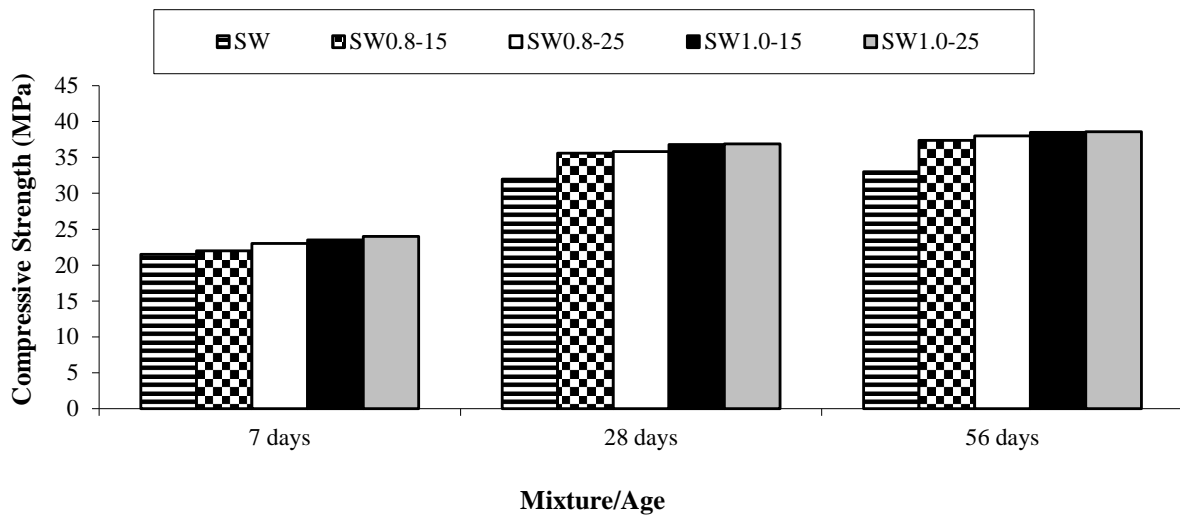 SW SW0.8-15 SW0.8-25 SW1.0-15 SW1.0-25
Compressive Strength (MPa)
45
40
35
30
25
20
15
10
5
0
7 days 28 days 56 days
Mixture/Age